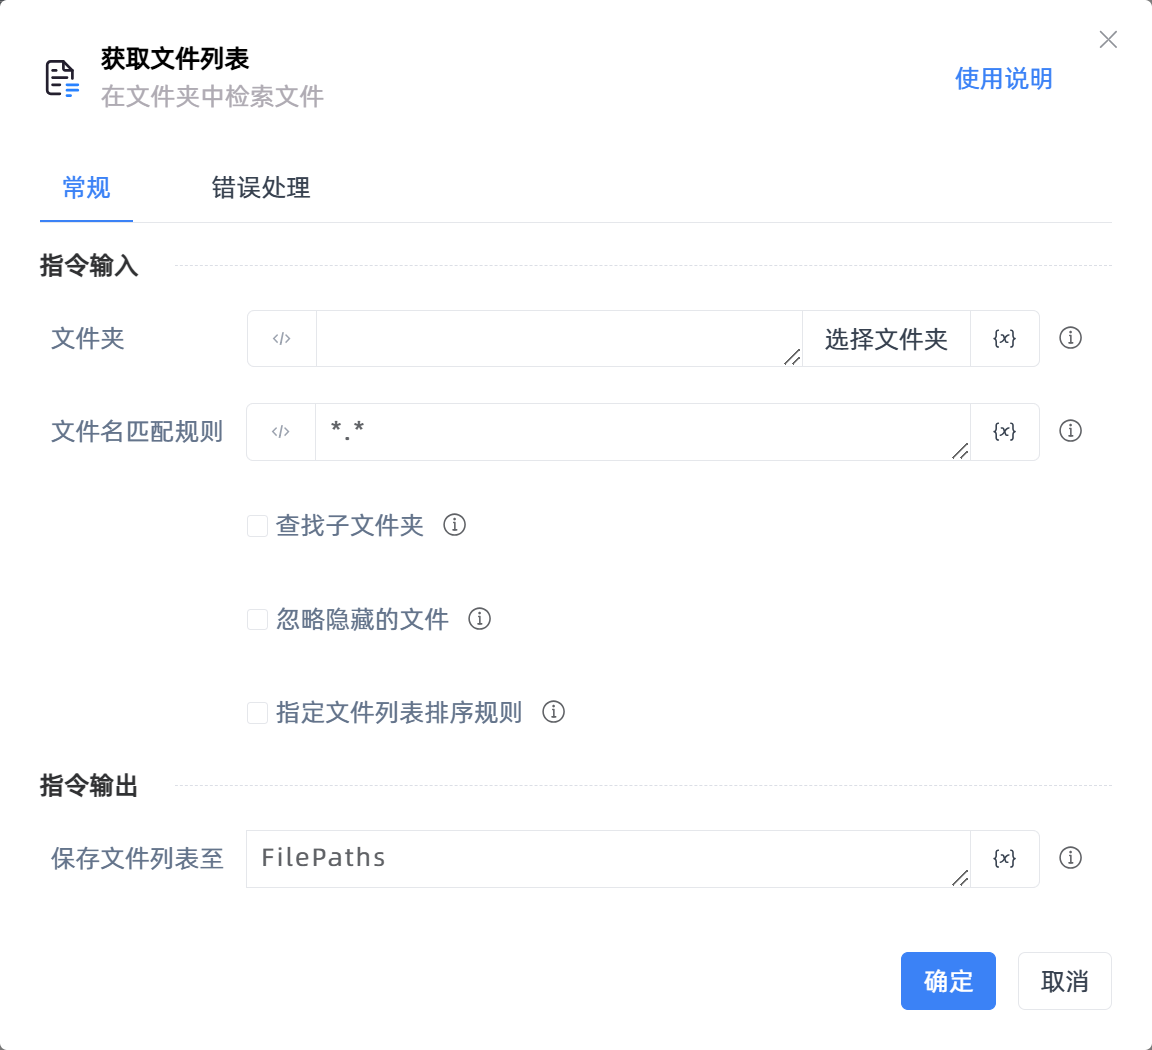 获取文件列表
在文件夹中检索文件
使用说明
常规
错误处理
指令输入
文件夹
</>
选择文件夹
{x}
文件名匹配规则
</>
*.*
{x}
查找子文件夹
忽略隐藏的文件
指定文件列表排序规则
指令输出
保存文件列表至
FilePaths
{x}
确定
取消